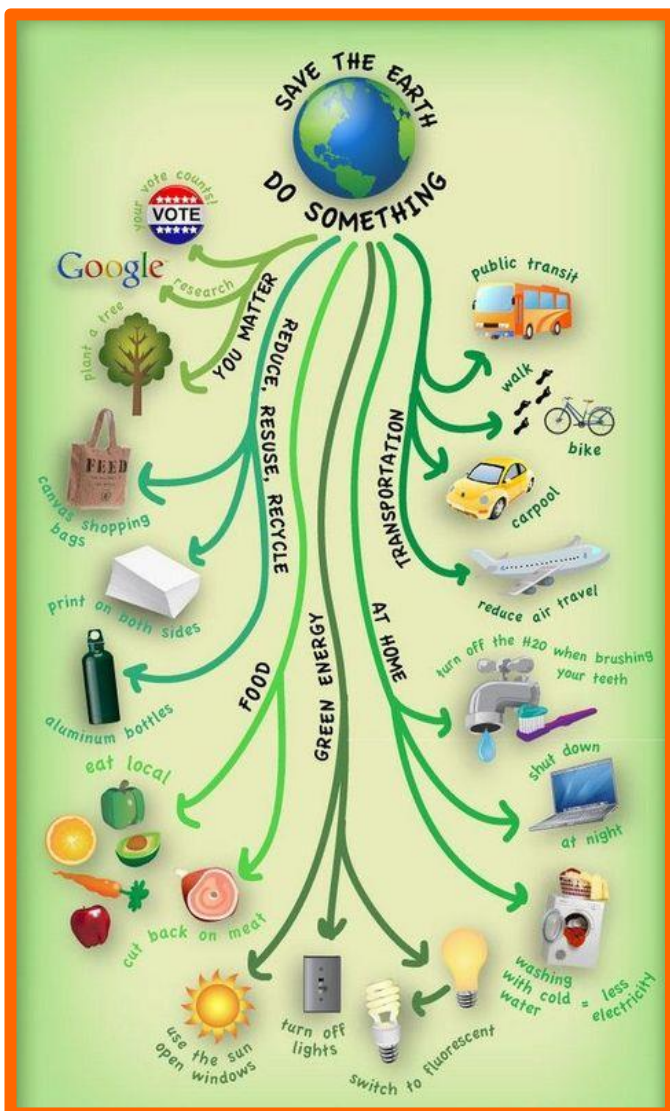 SAVE THE EARTH
DO SOMETHING
your vote counts!
VOTE
Google
research
plant a tree
YOU MATTER
REDUCE, RESUSE, RECYCLE
FEED
canvas shopping
bags
print on both sides
aluminum bottles
FOOD
eat local
cut back on meat
GREEN ENERGY
use the sun
open windows
turn off
lights
switch to fluorescent
AT HOME
turn off the H2O when brushing
your teeth
shut down
at night
washing
with cold = less
water electricity
TRANSPORTATION
public transit
walk
bike
carpool
reduce air travel